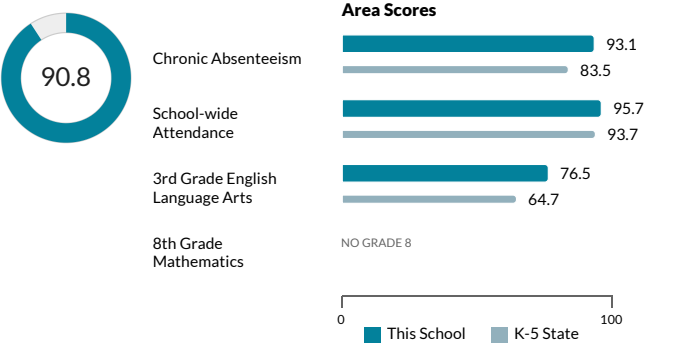 Area Scores
90.8
Chronic Absenteeism
93.1
83.5
School-wide
Attendance
95.7
93.7
3rd Grade English
Language Arts
76.5
64.7
8th Grade
Mathematics
NO GRADE 8
0
100
This School
K-5 State